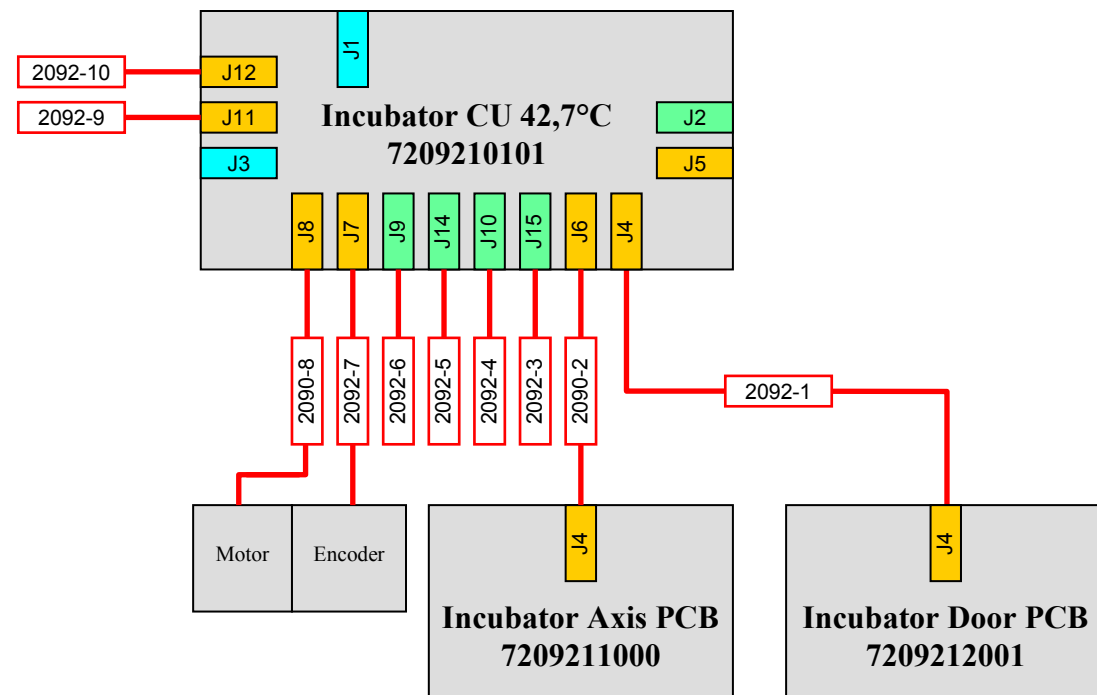 J1
2092-10
J12
2092-9
J11
Incubator CU 42,7°C
7209210101
J2
J3
J5
J8
J7
J9
J14
J10
J15
J6
J4
2090-8
2092-7
2092-6
2092-5
2092-4
2092-3
2090-2
2092-1
Motor
Encoder
J4
Incubator Axis PCB
7209211000
J4
Incubator Door PCB
7209212001